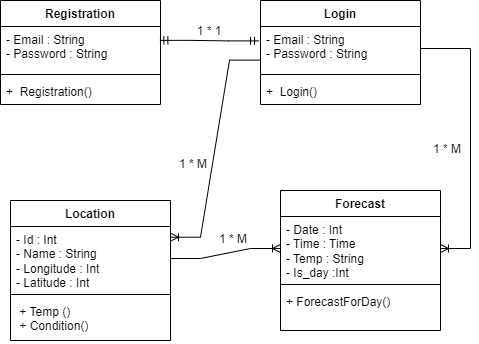 Registration
- Email : String
- Password : String
+ Registration()
1 * 1
Login
- Email : String
- Password : String
+ Login()
1 * M
1 * M
Location
- Id : Int
- Name : String
- Longitude : Int
- Latitude : Int
+ Temp ()
+ Condition()
1 * M
Forecast
- Date : Int
- Time : Time
- Temp : String
- Is_day :Int
+ ForecastForDay()